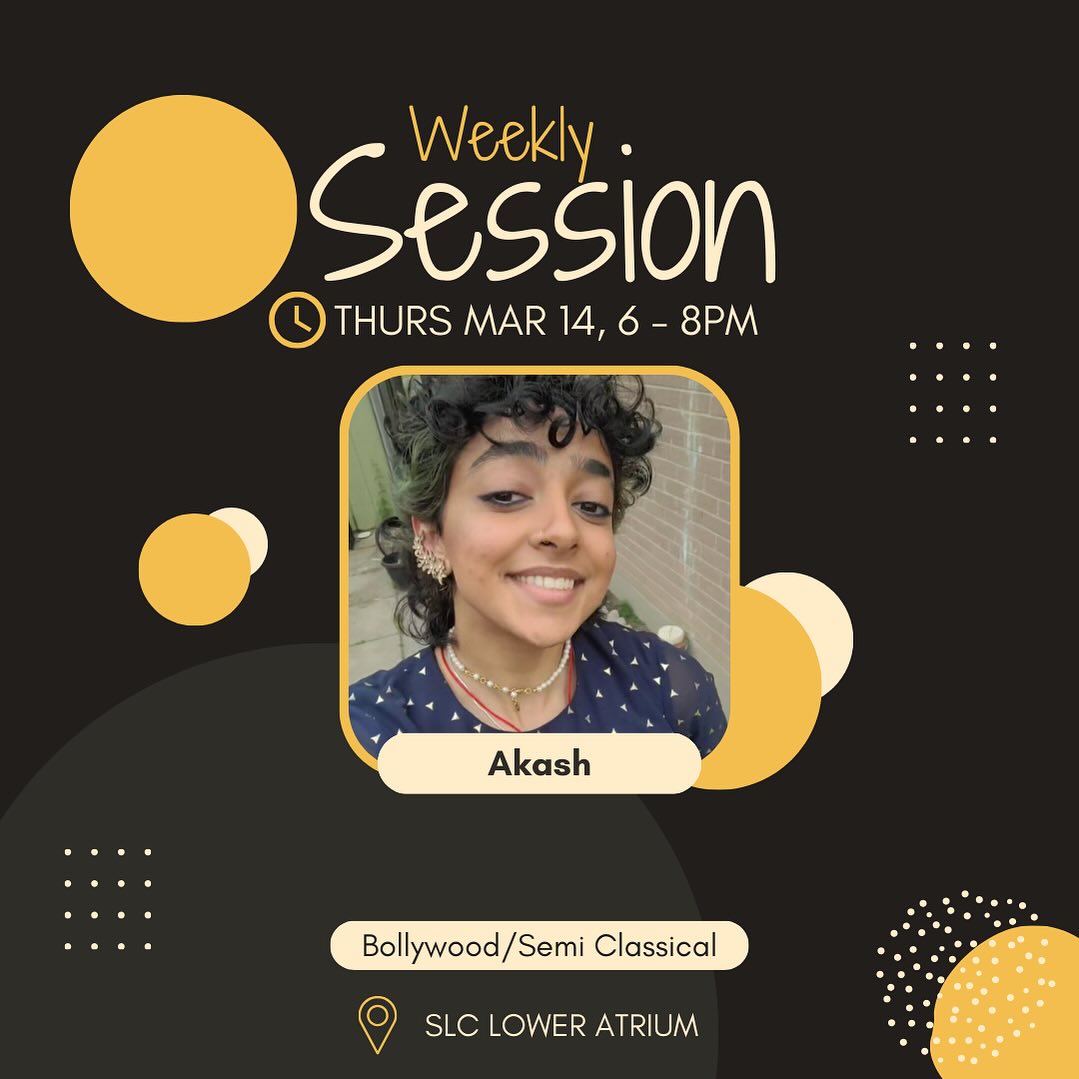 Weekly
Session
THURS MAR 14, 6 - 8PM
Akash
Bollywood/Semi Classical
SLC LOWER ATRIUM